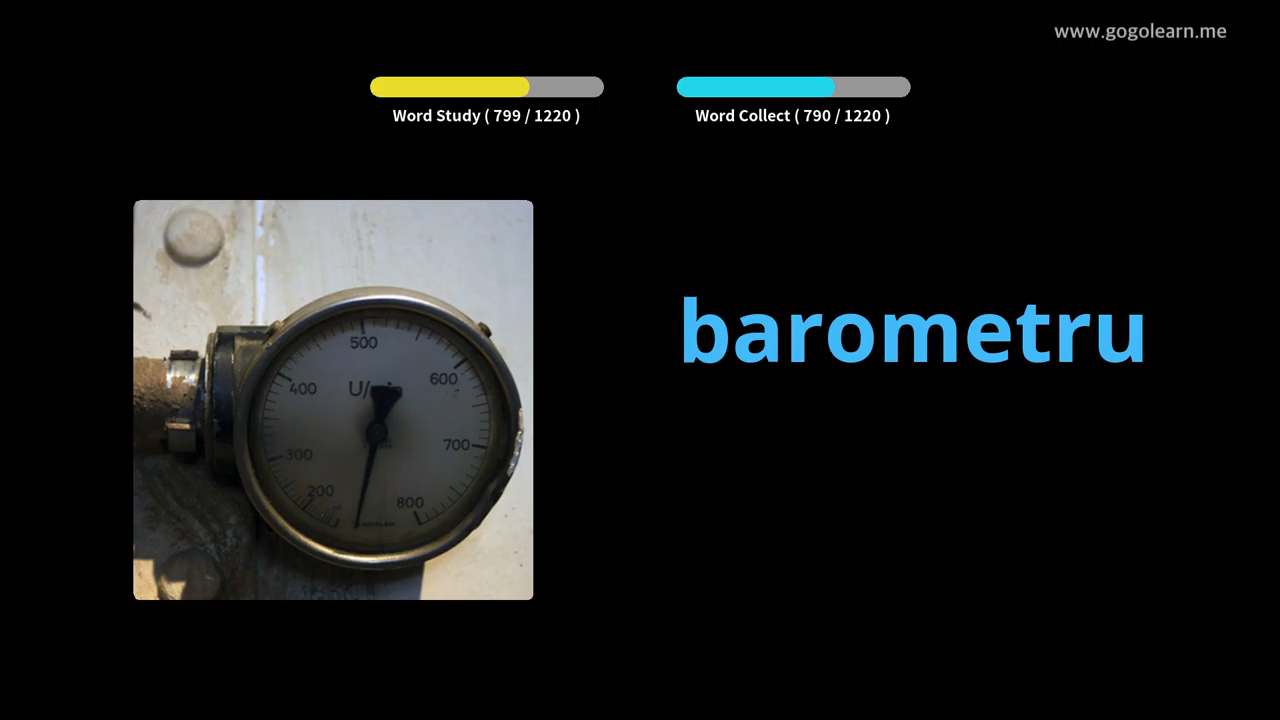 www.gogolearn.me
Word Study ( 799 / 1220 )
Word Collect ( 790 / 1220 )
barometru
500
400
600
U/min
300
700
200
800